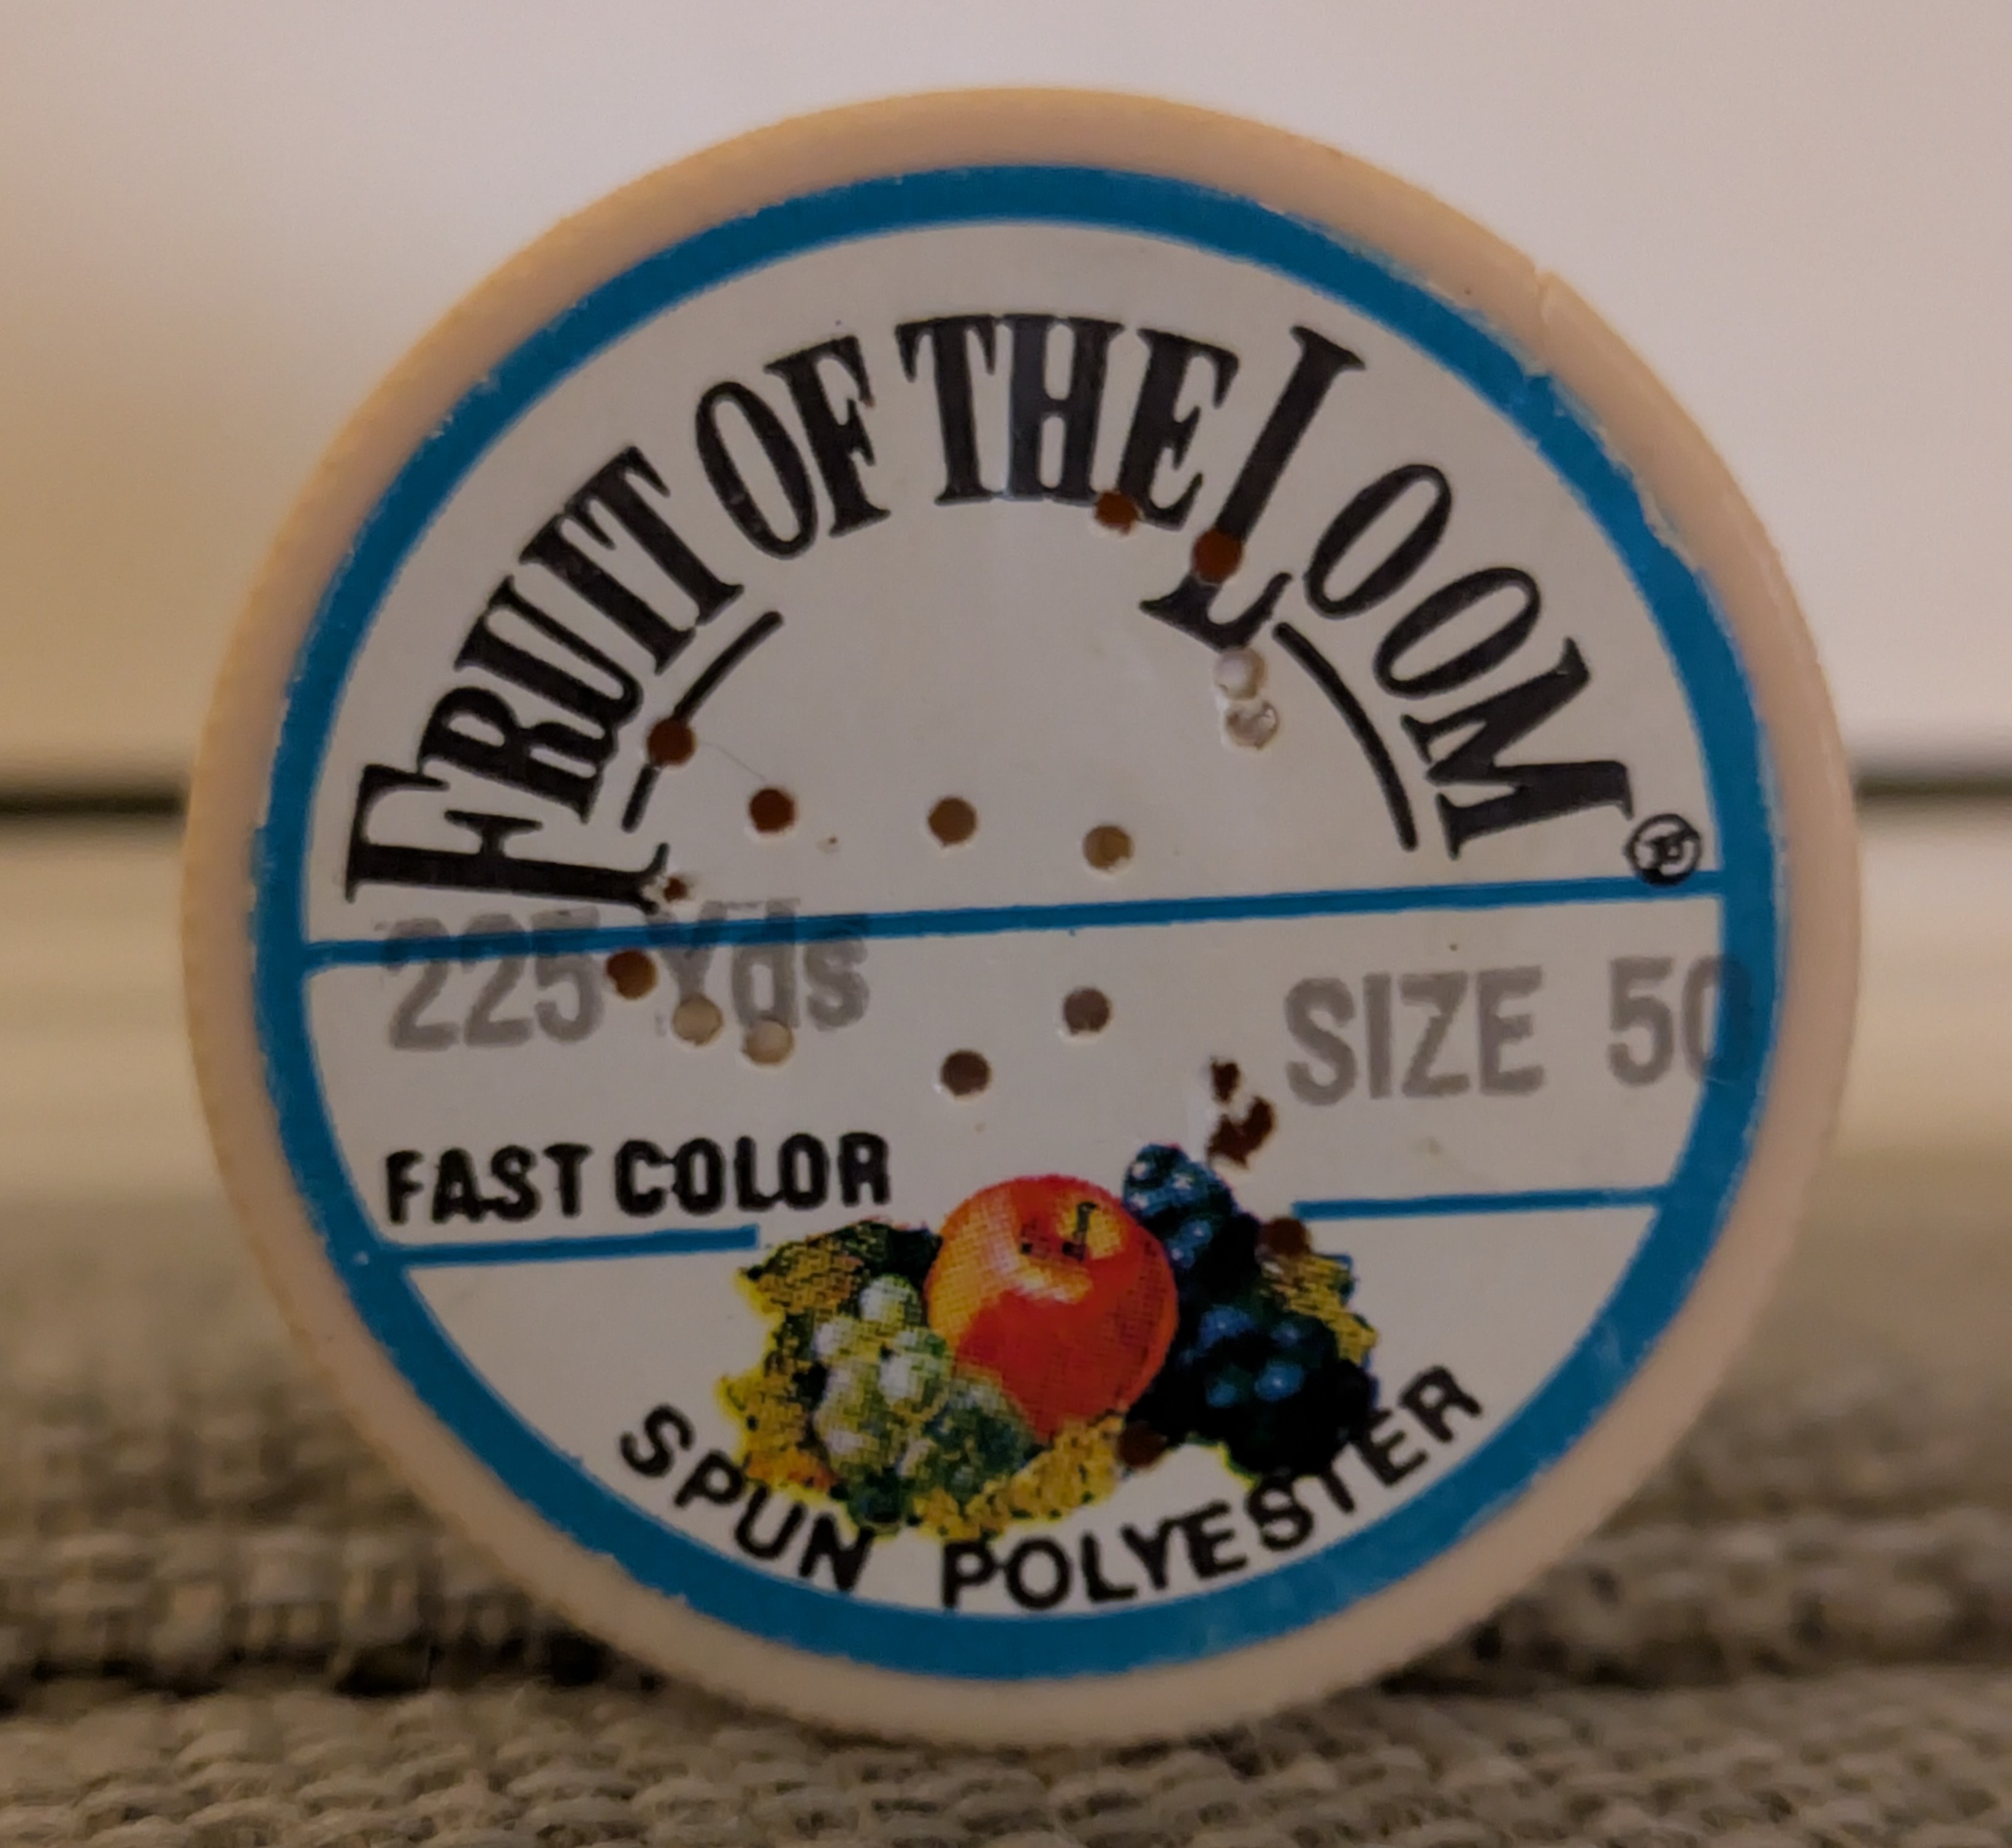 FRUIT OF THE LOOM®
225 Yds SIZE 50
FAST COLOR
SPUN POLYESTER